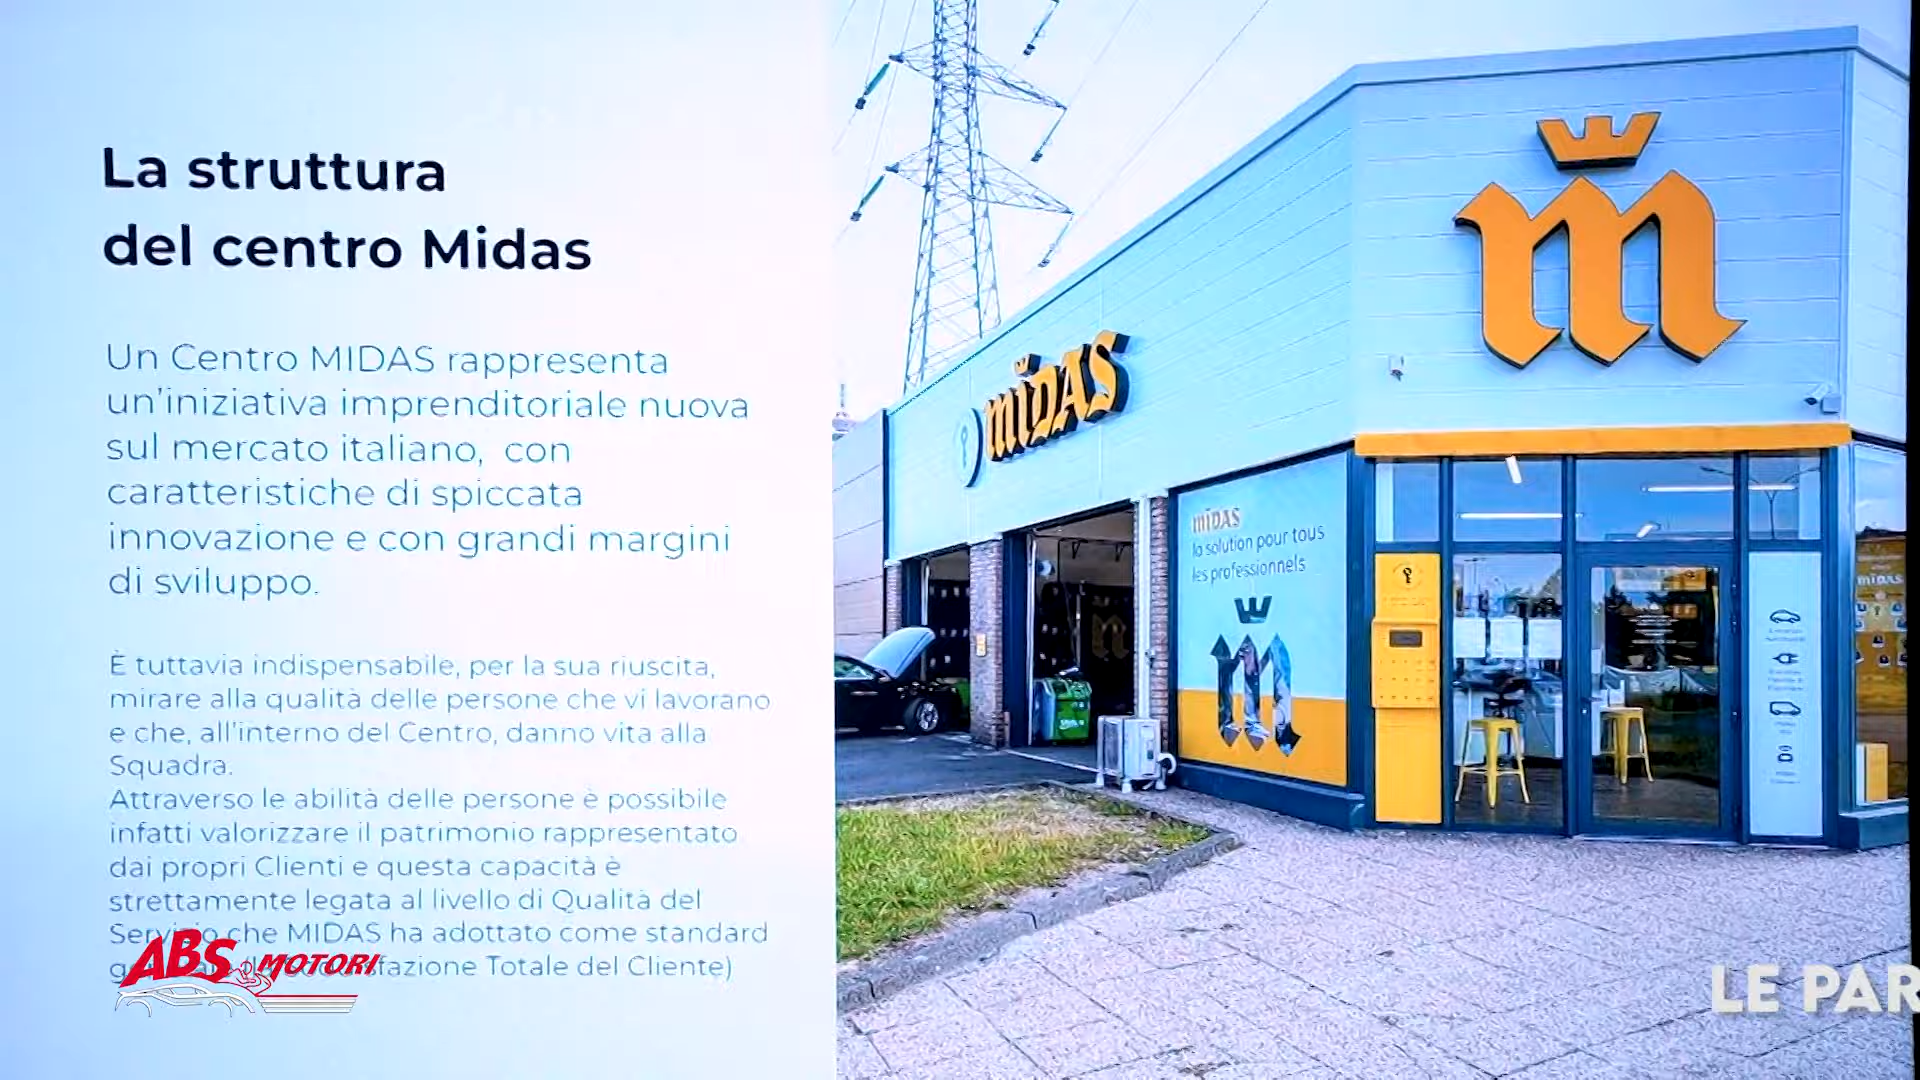 La struttura
del centro Midas
Un Centro MIDAS rappresenta
un'iniziativa imprenditoriale nuova
sul mercato italiano, con
caratteristiche di spiccata
innovazione e con grandi margini
di sviluppo.
È tuttavia indispensabile, per la sua riuscita,
mirare alla qualità delle persone che vi lavorano
e che, all'interno del Centro, danno vita alla
Squadra.
Attraverso le abilità delle persone è possibile
infatti valorizzare il patrimonio rappresentato
dai propri Clienti e questa capacità è
strettamente legata al livello di Qualità del
Servizio che MIDAS ha adottato come standard
Totale del Cliente)
ABS MOTORI
m
MIDAS
MIDAS
la solution pour tous
les professionnels
m
MIDAS
LE PAR